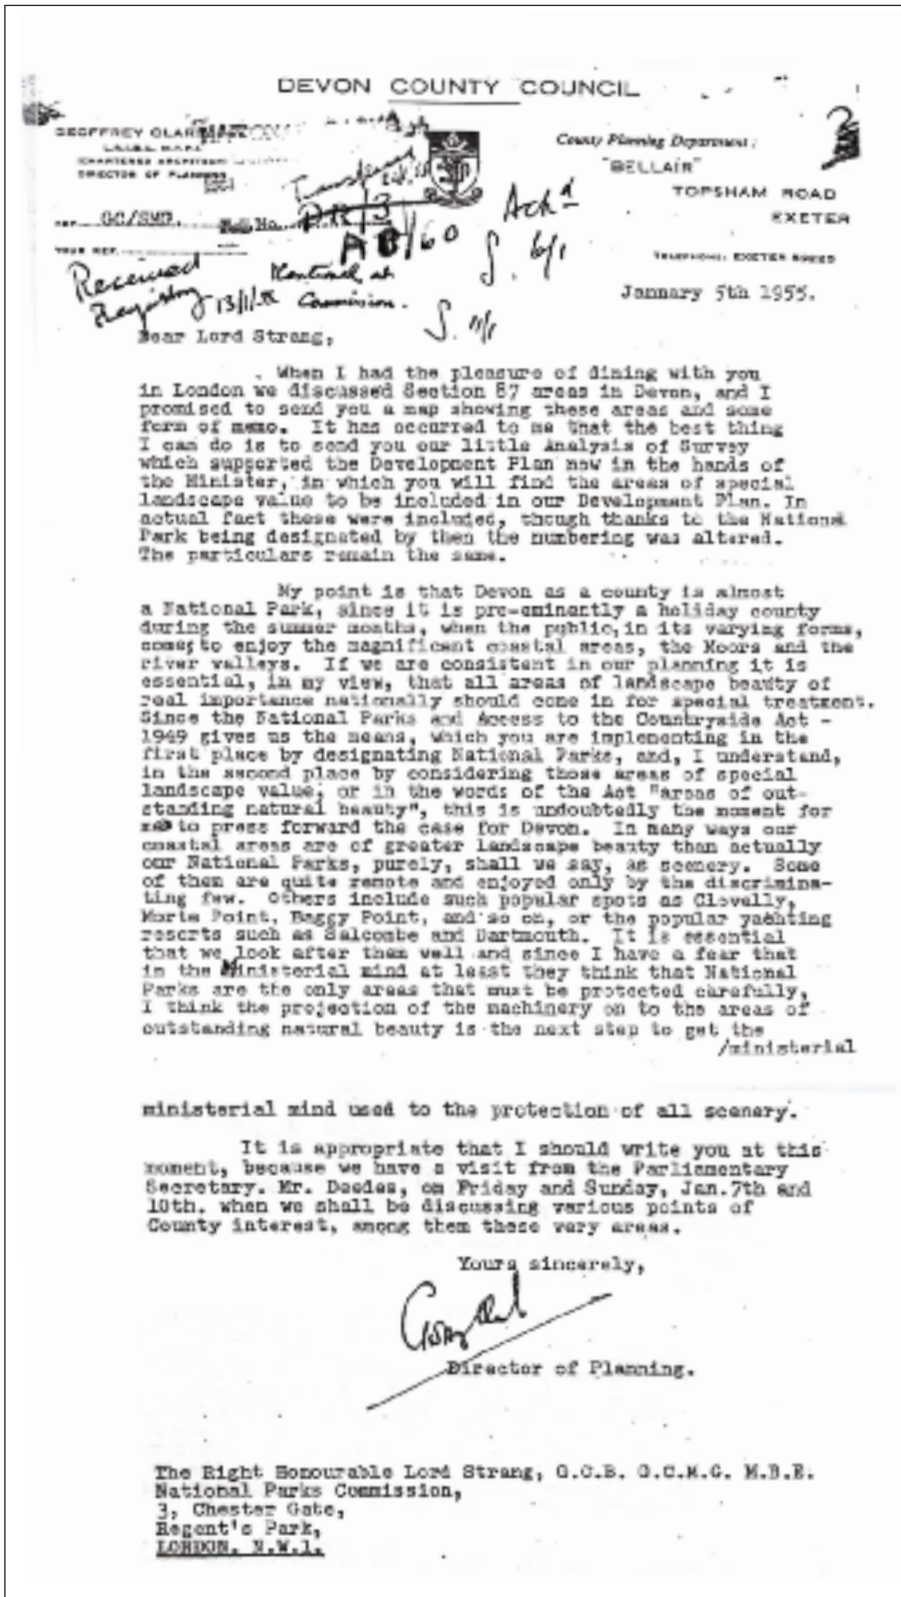 DEVON COUNTY COUNCIL
GEOFFREY
CHARTERED ARCHITECT
DIRECTOR OF PLANNING
County Planning Department:
"BELLAIR"
TOPSHAM ROAD
EXETER
TELEPHONE: EXETER
REF. GC/SMD. No.
A B/60
Ackd
S. 6/1
YOUR REF.
Received
Registry 13/1/55
Mentioned at
Commission.
S. 11/1
January 5th 1955.
Dear Lord Strang,
When I had the pleasure of dining with you
in London we discussed Section 87 areas in Devon, and I
promised to send you a map showing these areas and some
form of memo. It has occurred to me that the best thing
I can do is to send you our little Analysis of Survey
which supported the Development Plan now in the hands of
the Minister, in which you will find the areas of special
landscape value to be included in our Development Plan. In
actual fact these were included, though thanks to the National
Park being designated by then the numbering was altered.
The particulars remain the same.
My point is that Devon as a county is almost
a National Park, since it is pre-eminently a holiday county
during the summer months, when the public, in its varying forms,
come, to enjoy the magnificent coastal areas, the Moors and the
river valleys. If we are consistent in our planning it is
essential, in my view, that all areas of landscape beauty of
real importance nationally should come in for special treatment.
Since the National Parks and Access to the Countryside Act -
1949 gives us the means, which you are implementing in the
first place by designating National Parks, and, I understand,
in the second place by considering those areas of special
landscape value, or in the words of the Act "areas of out-
standing natural beauty", this is undoubtedly the moment for
me to press forward the case for Devon. In many ways our
coastal areas are of greater landscape beauty than actually
our National Parks, purely, shall we say, as scenery. Some
of them are quite remote and enjoyed only by the discrimina-
ting few. Others include such popular spots as Clovelly,
Morte Point, Baggy Point, and so on, or the popular yachting
resorts such as Salcombe and Dartmouth. It is essential
that we look after them well and since I have a fear that
in the Ministerial mind at least they think that National
Parks are the only areas that must be protected carefully,
I think the projection of the machinery on to the areas of
outstanding natural beauty is the next step to get the
/ministerial
ministerial mind used to the protection of all scenery.
It is appropriate that I should write you at this
moment, because we have a visit from the Parliamentary
Secretary. Mr. Deedes, on Friday and Sunday, Jan.7th and
10th. when we shall be discussing various points of
County interest, among them these very areas.
Yours sincerely,
Director of Planning.
The Right Honourable Lord Strang, G.C.B. G.C.M.G. M.B.E.
National Parks Commission,
3, Chester Gate,
Regent's Park,
LONDON. N.W.1.